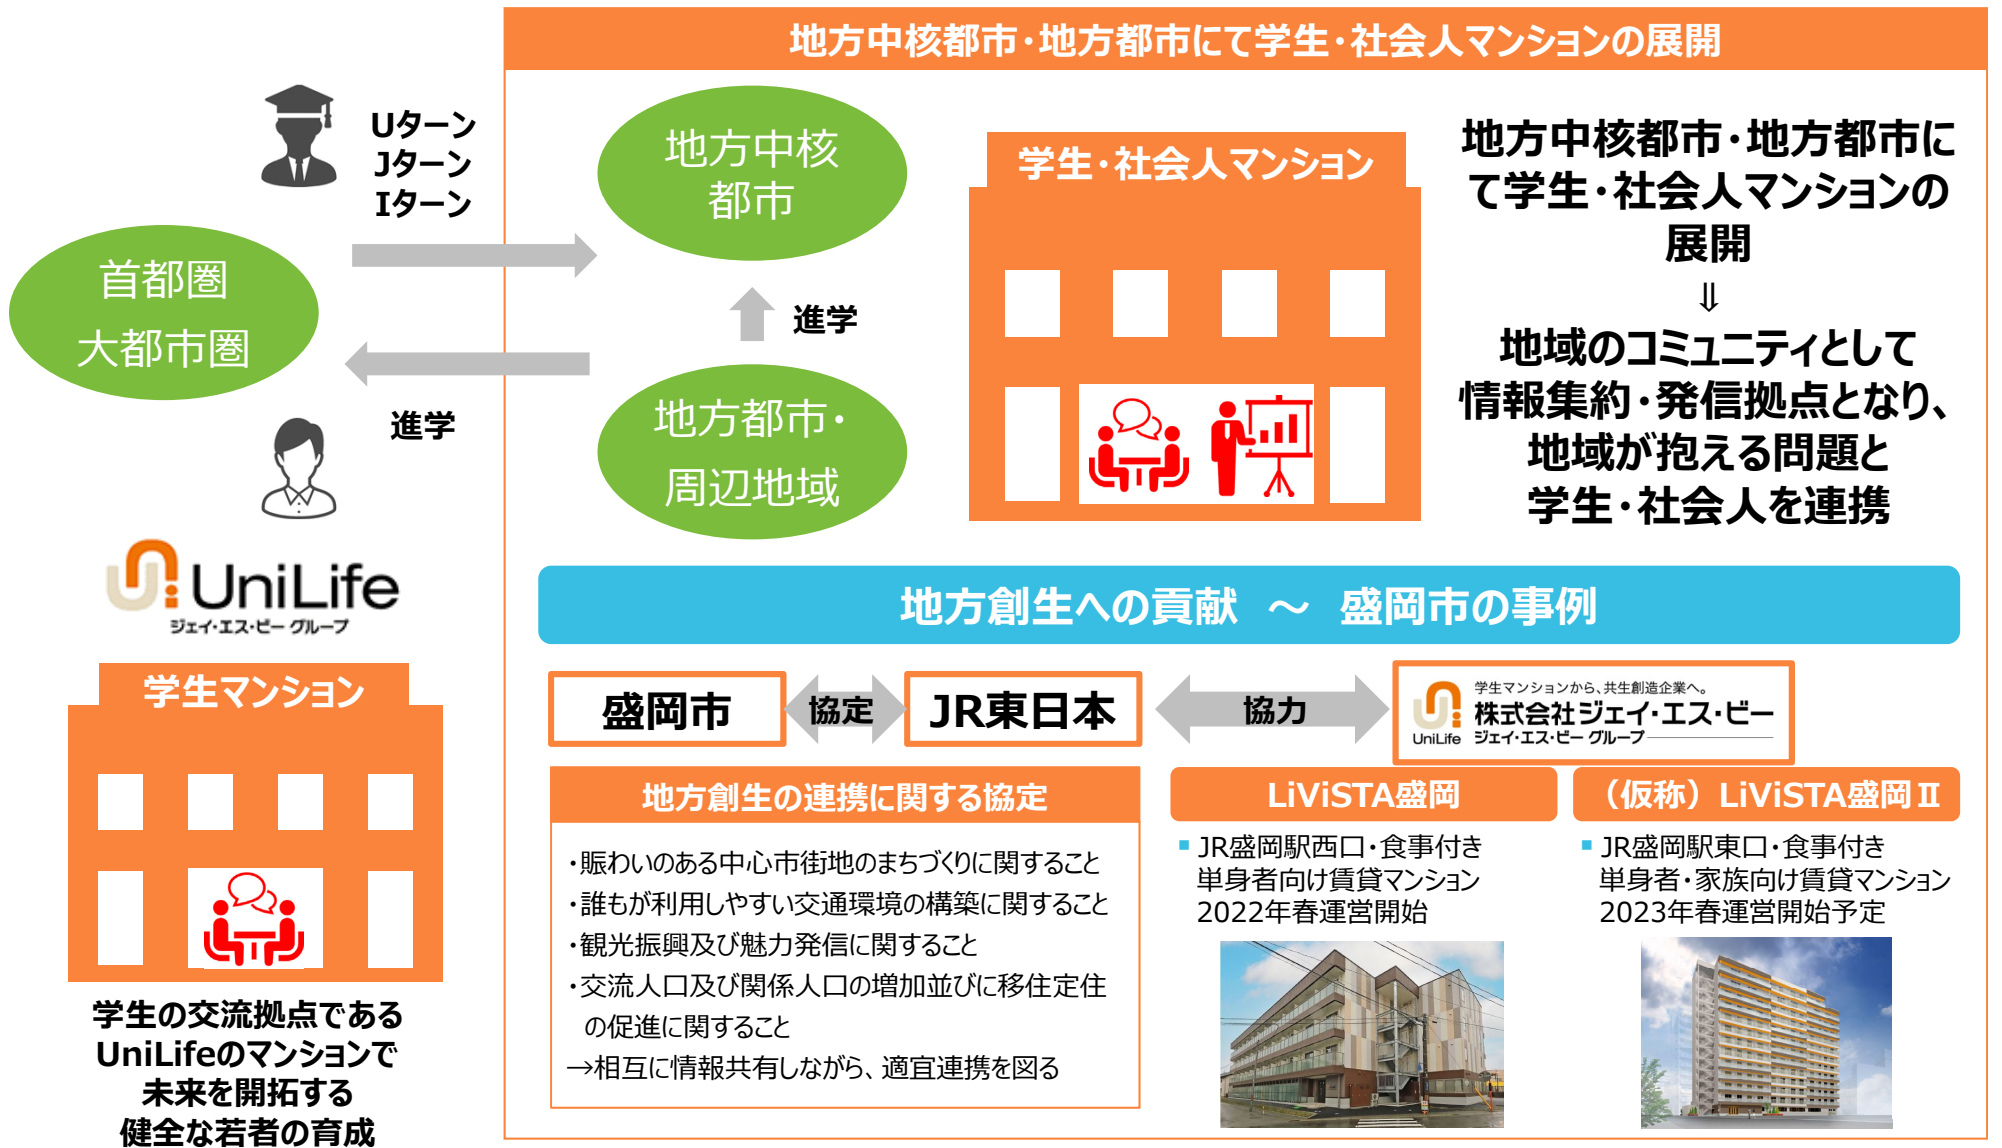 地方中核都市・地方都市にて学生・社会人マンションの展開
Uターン
Jターン
Iターン
首都圏
大都市圏
進学
地方中核
都市
進学
地方都市・
周辺地域
学生・社会人マンション
地方中核都市・地方都市に
て学生・社会人マンションの
展開
⇓
地域のコミュニティとして
情報集約・発信拠点となり、
地域が抱える問題と
学生・社会人を連携
UniLife
ジェイ・エス・ビー グループ
学生マンション
学生の交流拠点である
UniLifeのマンションで
未来を開拓する
健全な若者の育成
地方創生への貢献 ～ 盛岡市の事例
盛岡市
協定
JR東日本
協力
学生マンションから、共生創造企業へ。
株式会社ジェイ・エス・ビー
UniLife ジェイ・エス・ビー グループ
地方創生の連携に関する協定
・賑わいのある中心市街地のまちづくりに関すること
・誰もが利用しやすい交通環境の構築に関すること
・観光振興及び魅力発信に関すること
・交流人口及び関係人口の増加並びに移住定住
の促進に関すること
→相互に情報共有しながら、適宜連携を図る
LiViSTA盛岡
▪JR盛岡駅西口・食事付き
単身者向け賃貸マンション
2022年春運営開始
（仮称）LiViSTA盛岡Ⅱ
▪JR盛岡駅東口・食事付き
単身者・家族向け賃貸マンション
2023年春運営開始予定